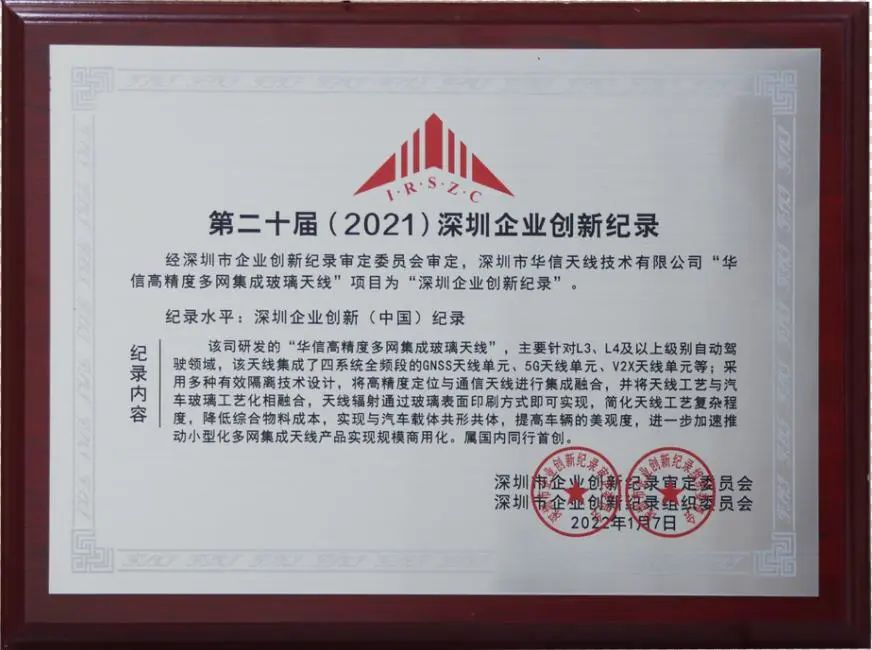 I·R·S·Z·C
第二十届（2021）深圳企业创新纪录
经深圳市企业创新纪录审定委员会审定，深圳市华信天线技术有限公司“华
信高精度多网集成玻璃天线”项目为“深圳企业创新纪录”。
纪录水平：深圳企业创新（中国）纪录
纪录内容
该司研发的“华信高精度多网集成玻璃天线”，主要针对L3、L4及以上级别自动驾
驶领域，该天线集成了四系统全频段的GNSS天线单元、5G天线单元、V2X天线单元等；采
用多种有效隔离技术设计，将高精度定位与通信天线进行集成融合，并将天线工艺与汽
车玻璃工艺化相融合，天线辐射通过玻璃表面印刷方式即可实现，简化天线工艺复杂程
度，降低综合物料成本，实现与汽车载体共形共体，提高车辆的美观度，进一步加速推
动小型化多网集成天线产品实现规模商用化。属国内同行首创。
深圳市企业创新纪录审定委员会
深圳市企业创新纪录组织委员会
2022年1月7日